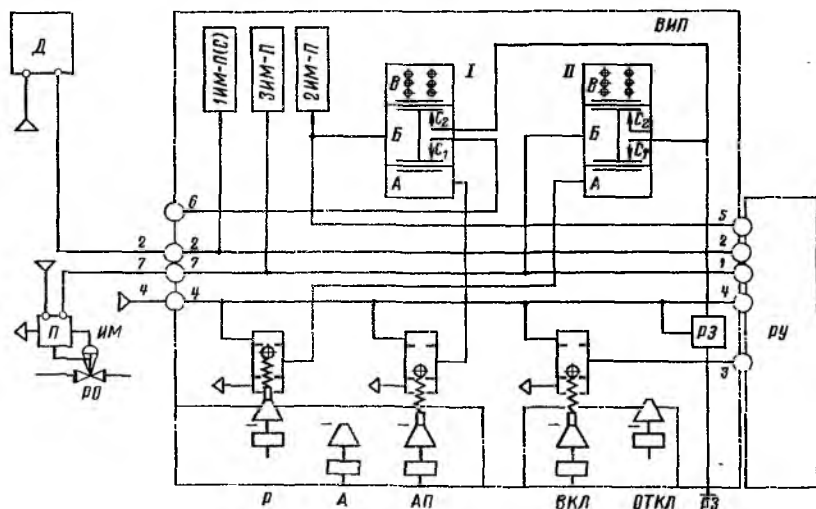 ВИП
Д
1ИМ-П(С)
3ИМ-П
2ИМ-П
I
II
В
В
С2
С2
Б
Б
С1
С1
А
А
6
5
2
2
2
7
7
1
4
4
4
П
ИМ
РО
РЗ
РУ
3
Р
А
АП
ВКЛ
ОТКЛ
РЗ